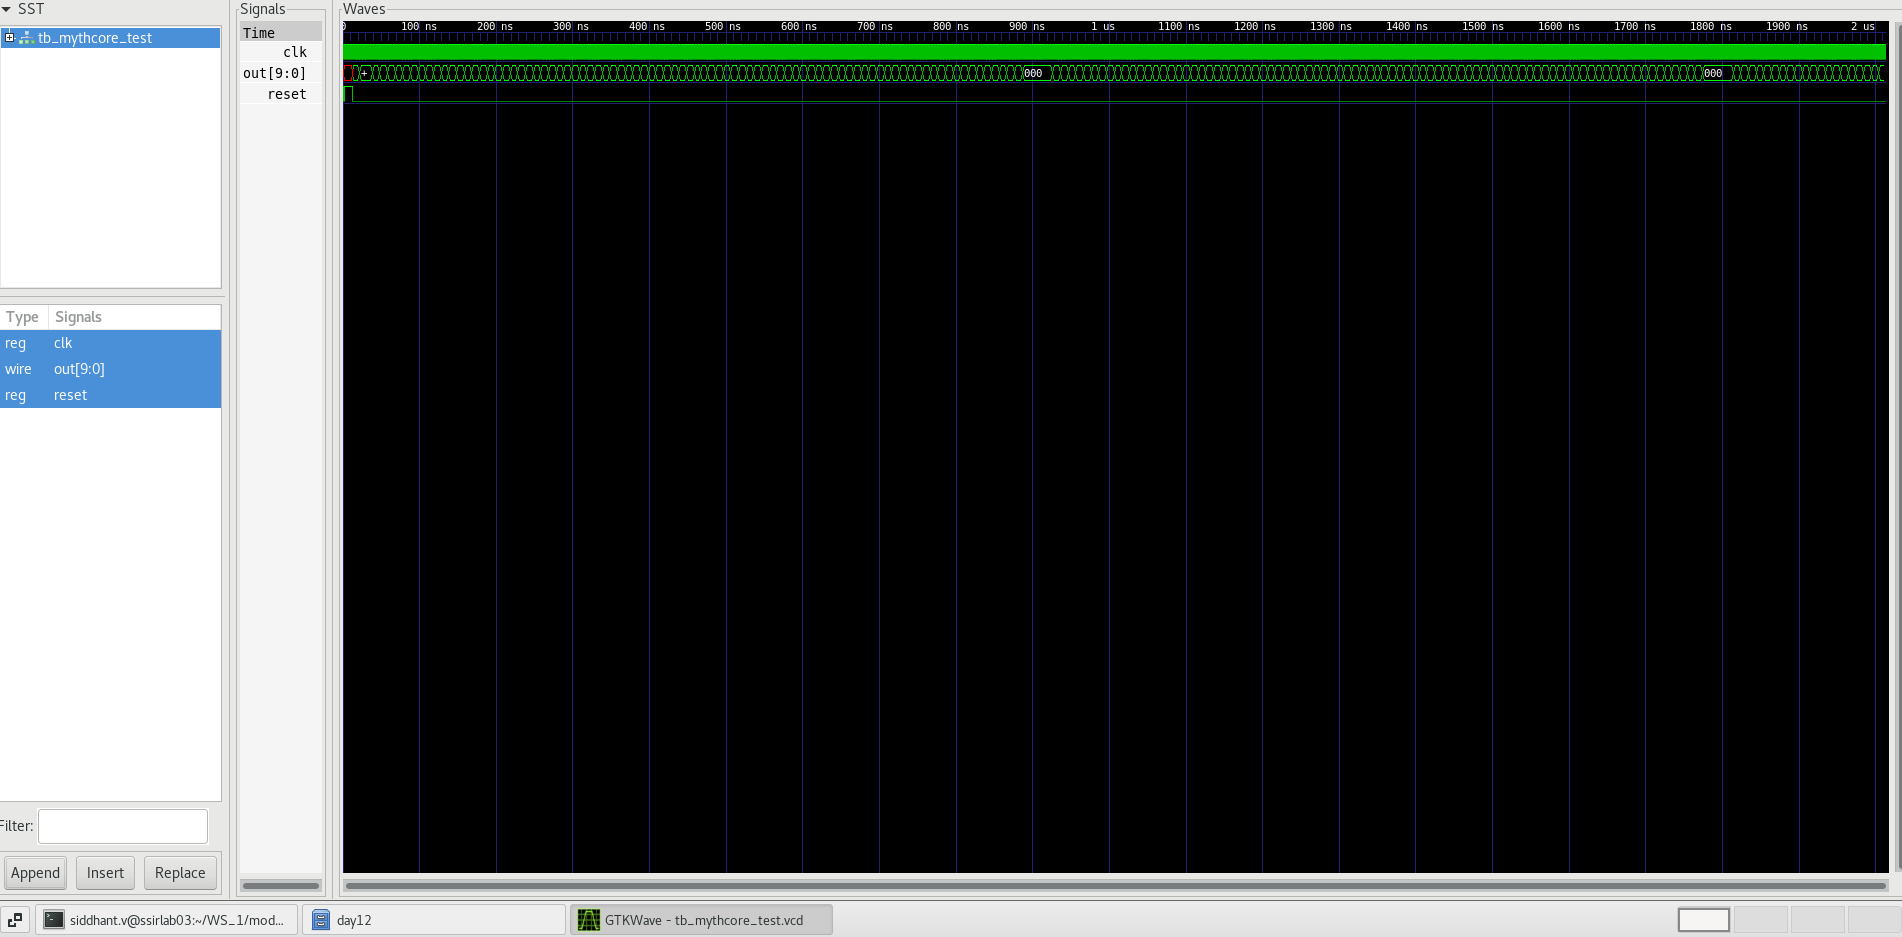 SST
tb_mythcore_test
Type Signals
reg clk
wire out[9:0]
reg reset
Filter:
Append Insert Replace
Signals
Time
clk
out[9:0]
reset
Waves
0 100 ns 200 ns 300 ns 400 ns 500 ns 600 ns 700 ns 800 ns 900 ns 1 us 1100 ns 1200 ns 1300 ns 1400 ns 1500 ns 1600 ns 1700 ns 1800 ns 1900 ns 2 us
+ 000 000
siddhant.v@ssirlab03:~/WS_1/mod... day12 GTKWave - tb_mythcore_test.vcd